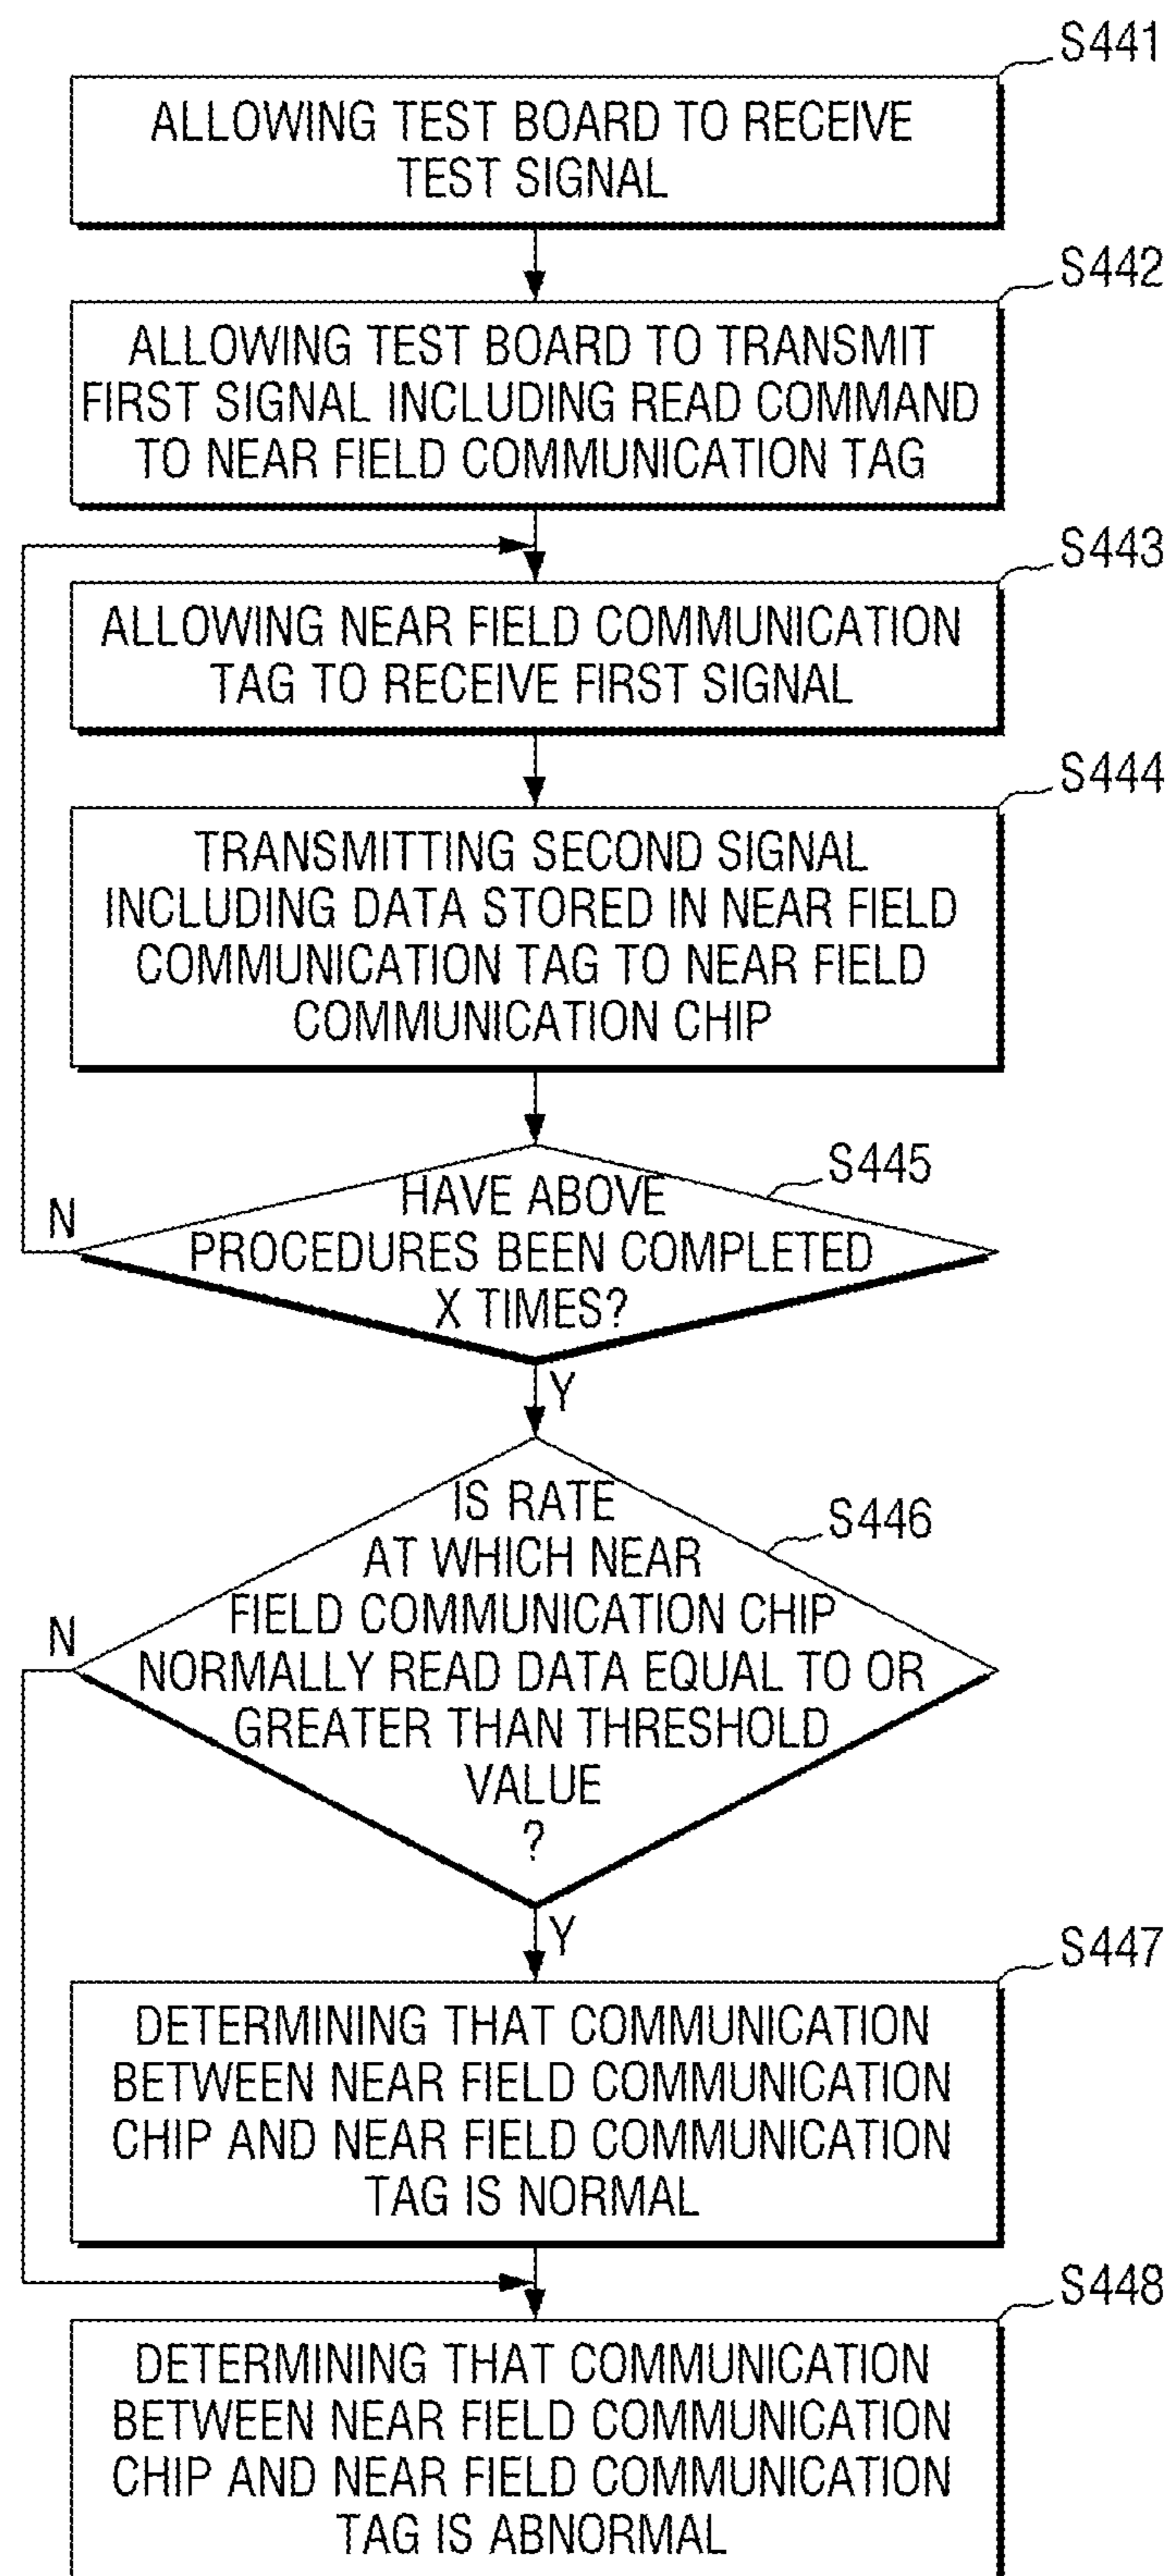 S441
ALLOWING TEST BOARD TO RECEIVE
TEST SIGNAL
S442
ALLOWING TEST BOARD TO TRANSMIT
FIRST SIGNAL INCLUDING READ COMMAND
TO NEAR FIELD COMMUNICATION TAG
S443
ALLOWING NEAR FIELD COMMUNICATION
TAG TO RECEIVE FIRST SIGNAL
S444
TRANSMITTING SECOND SIGNAL
INCLUDING DATA STORED IN NEAR FIELD
COMMUNICATION TAG TO NEAR FIELD
COMMUNICATION CHIP
S445
HAVE ABOVE
PROCEDURES BEEN COMPLETED
X TIMES?
N
Y
S446
IS RATE
AT WHICH NEAR
FIELD COMMUNICATION CHIP
NORMALLY READ DATA EQUAL TO OR
GREATER THAN THRESHOLD
VALUE
?
N
Y
S447
DETERMINING THAT COMMUNICATION
BETWEEN NEAR FIELD COMMUNICATION
CHIP AND NEAR FIELD COMMUNICATION
TAG IS NORMAL
S448
DETERMINING THAT COMMUNICATION
BETWEEN NEAR FIELD COMMUNICATION
CHIP AND NEAR FIELD COMMUNICATION
TAG IS ABNORMAL